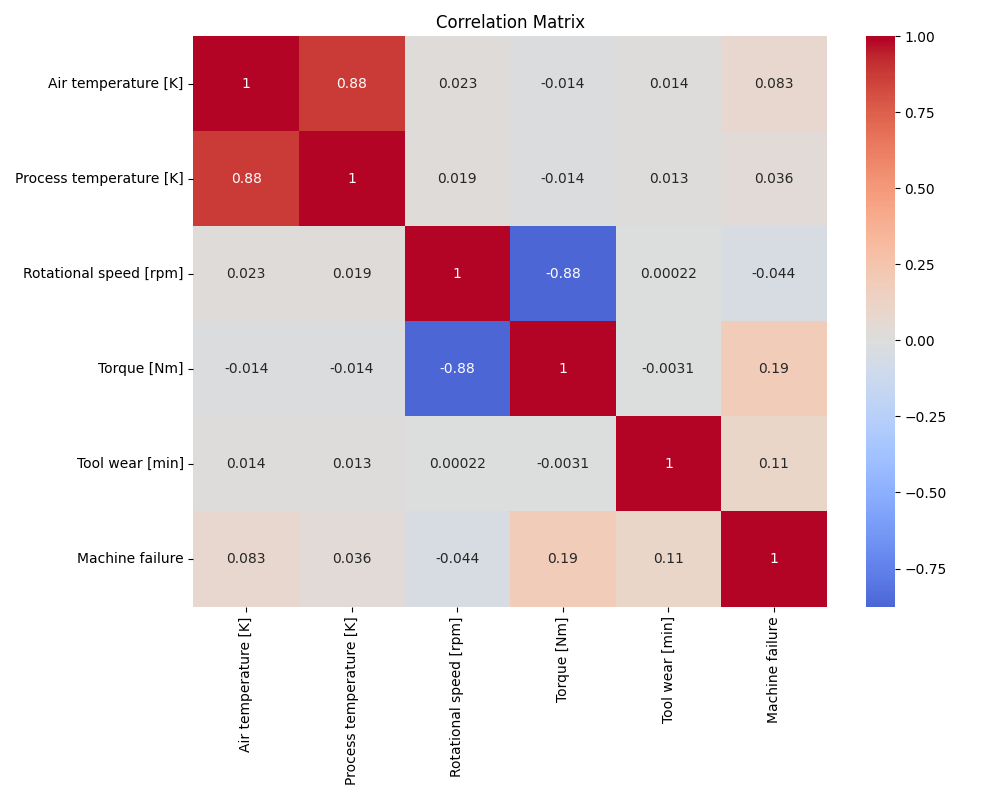 Correlation Matrix
Air temperature [K] 1 0.88 0.023 -0.014 0.014 0.083
Process temperature [K] 0.88 1 0.019 -0.014 0.013 0.036
Rotational speed [rpm] 0.023 0.019 1 -0.88 0.00022 -0.044
Torque [Nm] -0.014 -0.014 -0.88 1 -0.0031 0.19
Tool wear [min] 0.014 0.013 0.00022 -0.0031 1 0.11
Machine failure 0.083 0.036 -0.044 0.19 0.11 1
Air temperature [K]
Process temperature [K]
Rotational speed [rpm]
Torque [Nm]
Tool wear [min]
Machine failure
1.00
0.75
0.50
0.25
0.00
−0.25
−0.50
−0.75